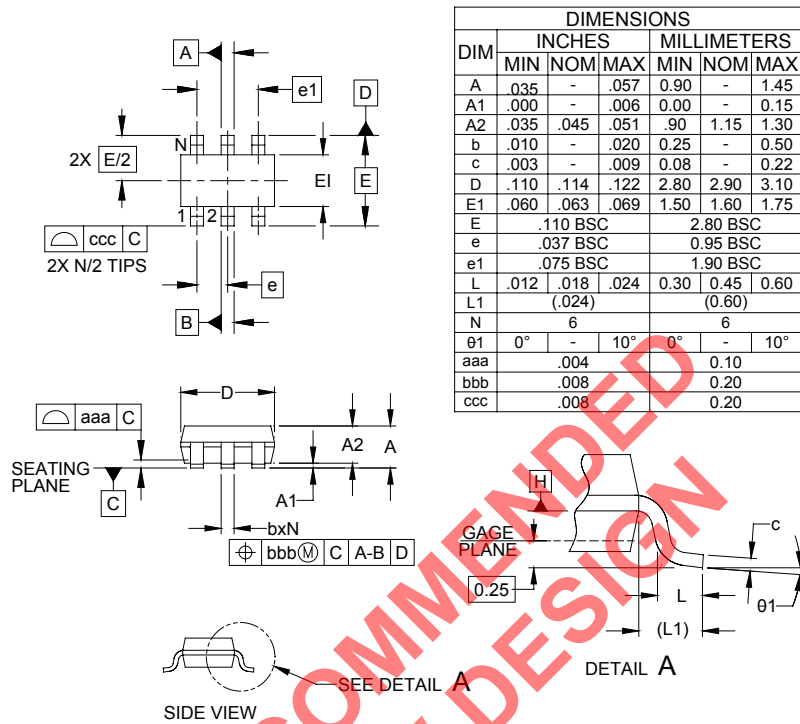 A
e1
D
N
2X E/2
E1
E
1 2
⌓ ccc C
2X N/2 TIPS
e
B
DIMENSIONS
DIM INCHES MILLIMETERS
MIN NOM MAX MIN NOM MAX
A .035 - .057 0.90 - 1.45
A1 .000 - .006 0.00 - 0.15
A2 .035 .045 .051 .90 1.15 1.30
b .010 - .020 0.25 - 0.50
c .003 - .009 0.08 - 0.22
D .110 .114 .122 2.80 2.90 3.10
E1 .060 .063 .069 1.50 1.60 1.75
E .110 BSC 2.80 BSC
e .037 BSC 0.95 BSC
e1 .075 BSC 1.90 BSC
L .012 .018 .024 0.30 0.45 0.60
L1 (.024) (0.60)
N 6 6
θ1 0° - 10° 0° - 10°
aaa .004 0.10
bbb .008 0.20
ccc .008 0.20
D
⌓ aaa C
A2 A
SEATING
PLANE
C
A1
bxN
⌖ bbbⓂ C A-B D
H
GAGE
PLANE
0.25
c
L
θ1
(L1)
DETAIL A
SEE DETAIL A
SIDE VIEW
COMMENDED
DESIGN